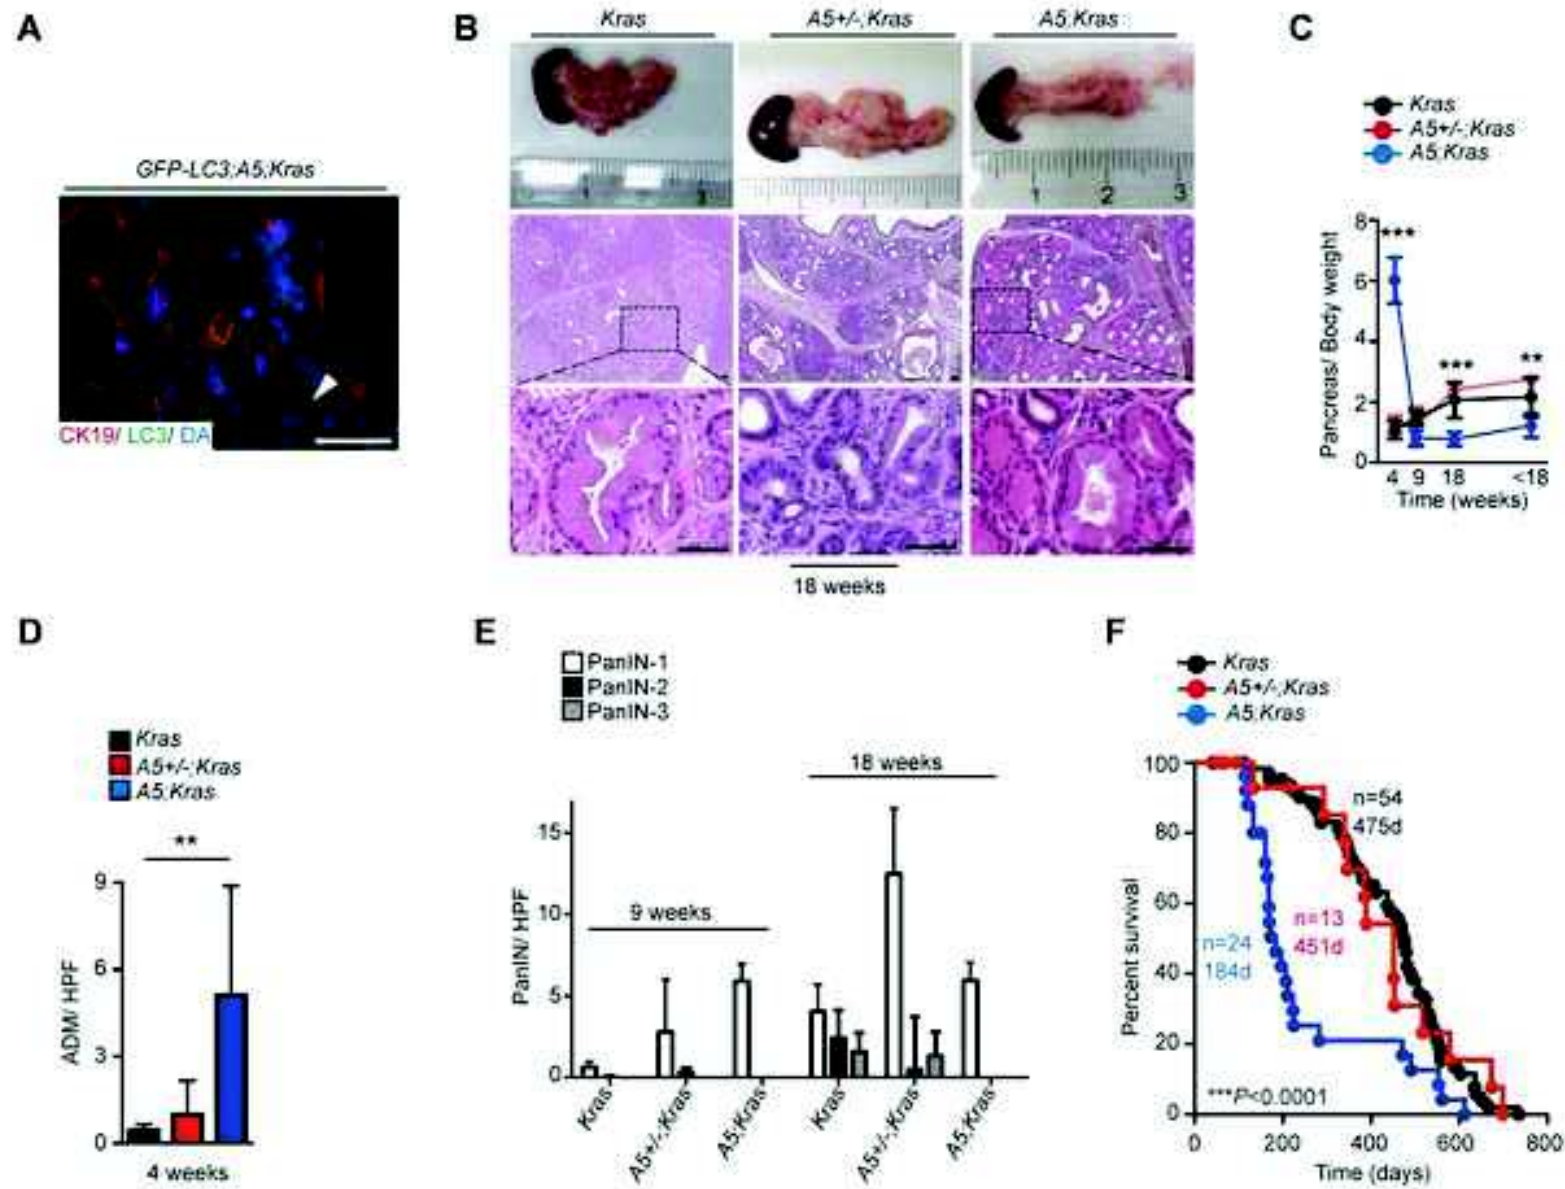 A
GFP-LC3;A5;Kras
CK19/ LC3/ DA
B
Kras
A5+/-;Kras
A5;Kras
1
3
1
2
3
18 weeks
C
Kras
A5+/-;Kras
A5;Kras
Pancreas/ Body weight
8
6
4
2
0
***
***
**
4 9 18 <18
Time (weeks)
D
Kras
A5+/-;Kras
A5;Kras
**
ADM/ HPF
9
6
3
0
4 weeks
E
PanIN-1
PanIN-2
PanIN-3
PanIN/ HPF
15
10
5
0
9 weeks
18 weeks
Kras
A5+/-;Kras
A5;Kras
Kras
A5+/-;Kras
A5;Kras
F
Kras
A5+/-;Kras
A5;Kras
Percent survival
100
80
60
40
20
0
n=54
475d
n=13
451d
n=24
184d
***P<0.0001
0 200 400 600 800
Time (days)